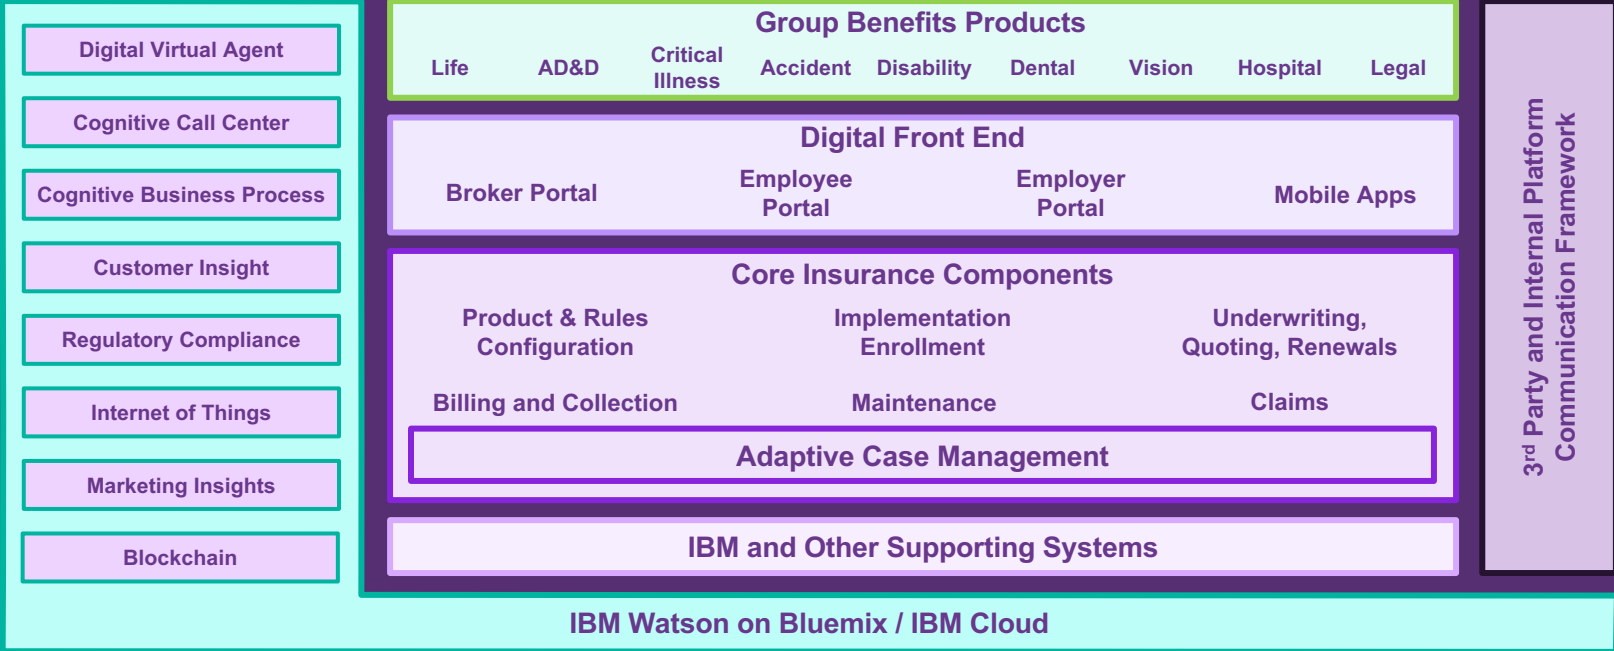 Digital Virtual Agent
Cognitive Call Center
Cognitive Business Process
Customer Insight
Regulatory Compliance
Internet of Things
Marketing Insights
Blockchain
Group Benefits Products
Life
AD&D
Critical
Illness
Accident
Disability
Dental
Vision
Hospital
Legal
Digital Front End
Broker Portal
Employee
Portal
Employer
Portal
Mobile Apps
Core Insurance Components
Product & Rules
Configuration
Implementation
Enrollment
Underwriting,
Quoting, Renewals
Billing and Collection
Maintenance
Claims
Adaptive Case Management
IBM and Other Supporting Systems
3rd Party and Internal Platform
Communication Framework
IBM Watson on Bluemix / IBM Cloud